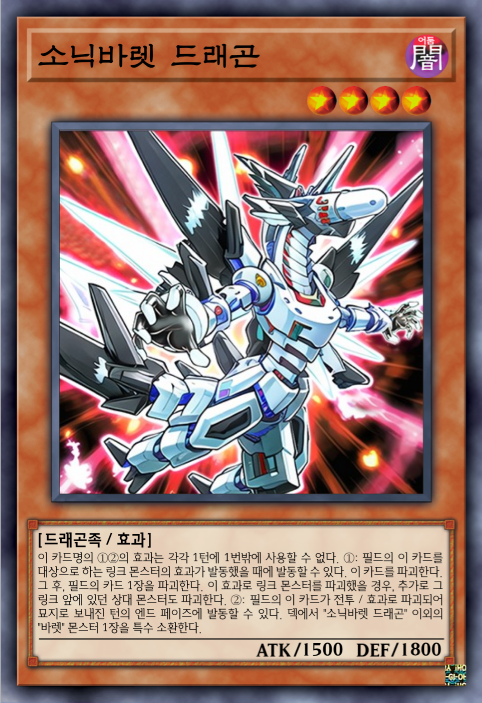 소닉바렛 드래곤
어둠
闇
[드래곤족 / 효과]
이 카드명의 ①②의 효과는 각각 1턴에 1번밖에 사용할 수 없다. ①: 필드의 이 카드를
대상으로 하는 링크 몬스터의 효과가 발동했을 때에 발동할 수 있다. 이 카드를 파괴한다.
그 후, 필드의 카드 1장을 파괴한다. 이 효과로 링크 몬스터를 파괴했을 경우, 추가로 그
링크 앞에 있던 상대 몬스터도 파괴한다. ②: 필드의 이 카드가 전투 / 효과로 파괴되어
묘지로 보내진 턴의 엔드 페이즈에 발동할 수 있다. 덱에서 "소닉바렛 드래곤" 이외의
"바렛" 몬스터 1장을 특수 소환한다.
ATK/1500 DEF/1800